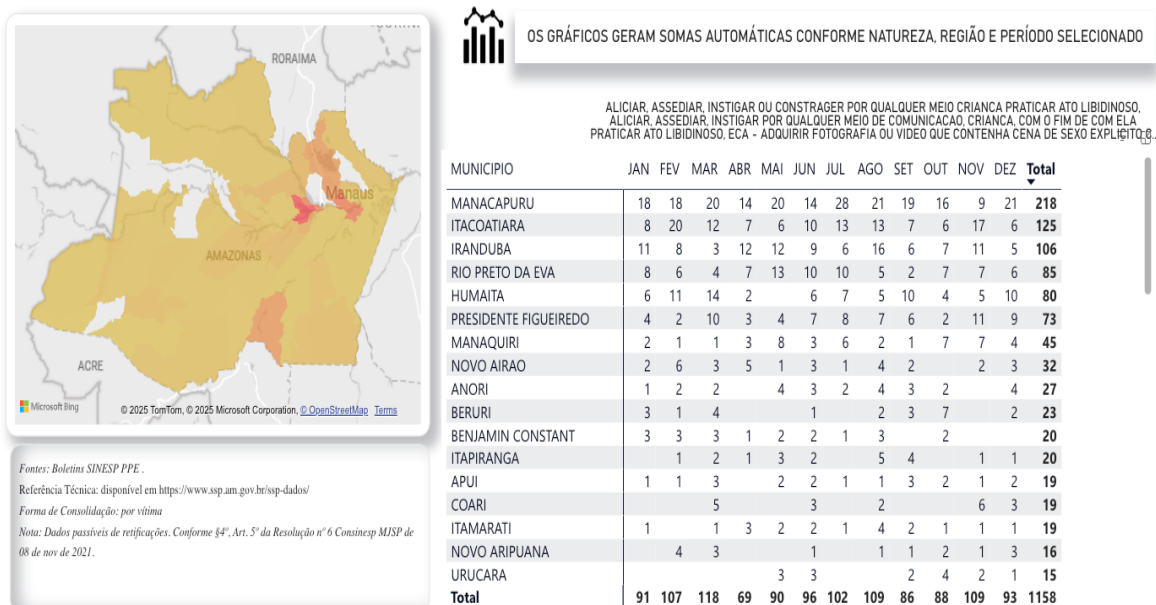 RORAIMA
Manaus
AMAZONAS
ACRE
Microsoft Bing
© 2025 TomTom, © 2025 Microsoft Corporation, © OpenStreetMap Terms
Fontes: Boletins SINESP PPE .
Referência Técnica: disponível em https://www.ssp.am.gov.br/ssp-dados/
Forma de Consolidação: por vítima
Nota: Dados passíveis de retificações. Conforme §4º, Art. 5º da Resolução nº 6 Consinesp MJSP de
08 de nov de 2021.
OS GRÁFICOS GERAM SOMAS AUTOMÁTICAS CONFORME NATUREZA, REGIÃO E PERÍODO SELECIONADO
ALICIAR, ASSEDIAR, INSTIGAR OU CONSTRAGER POR QUALQUER MEIO CRIANCA PRATICAR ATO LIBIDINOSO,
ALICIAR, ASSEDIAR, INSTIGAR POR QUALQUER MEIO DE COMUNICACAO, CRIANCA, COM O FIM DE COM ELA
PRATICAR ATO LIBIDINOSO, ECA - ADQUIRIR FOTOGRAFIA OU VIDEO QUE CONTENHA CENA DE SEXO EXPLICITO
MUNICIPIO JAN FEV MAR ABR MAI JUN JUL AGO SET OUT NOV DEZ Total
MANACAPURU 18 18 20 14 20 14 28 21 19 16 9 21 218
ITACOATIARA 8 20 12 7 6 10 13 13 7 6 17 6 125
IRANDUBA 11 8 3 12 12 9 6 16 6 7 11 5 106
RIO PRETO DA EVA 8 6 4 7 13 10 10 5 2 7 7 6 85
HUMAITA 6 11 14 2 6 7 5 10 4 5 10 80
PRESIDENTE FIGUEIREDO 4 2 10 3 4 7 8 7 6 2 11 9 73
MANAQUIRI 2 1 1 3 8 3 6 2 1 7 7 4 45
NOVO AIRAO 2 6 3 5 1 3 1 4 2 2 3 32
ANORI 1 2 2 4 3 2 4 3 2 4 27
BERURI 3 1 4 1 2 3 7 2 23
BENJAMIN CONSTANT 3 3 3 1 2 2 1 3 2 20
ITAPIRANGA 1 2 1 3 2 5 4 1 1 20
APUI 1 1 3 2 2 1 1 3 2 1 2 19
COARI 5 3 2 6 3 19
ITAMARATI 1 1 3 2 2 1 4 2 1 1 1 19
NOVO ARIPUANA 4 3 1 1 1 2 1 3 16
URUCARA 3 3 2 4 2 1 15
Total 91 107 118 69 90 96 102 109 86 88 109 93 1158